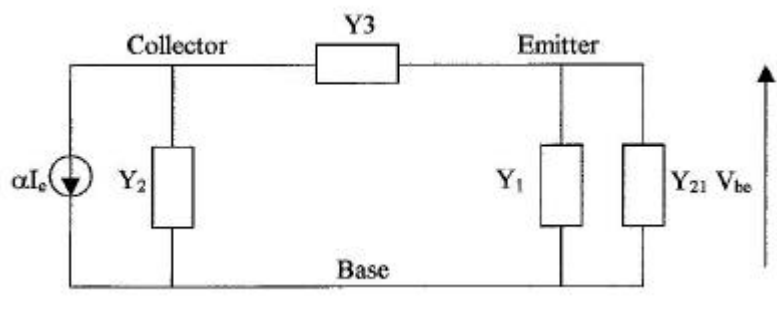 Y3
Collector
Emitter
αIe
Y2
Y1
Y21 Vbe
Base